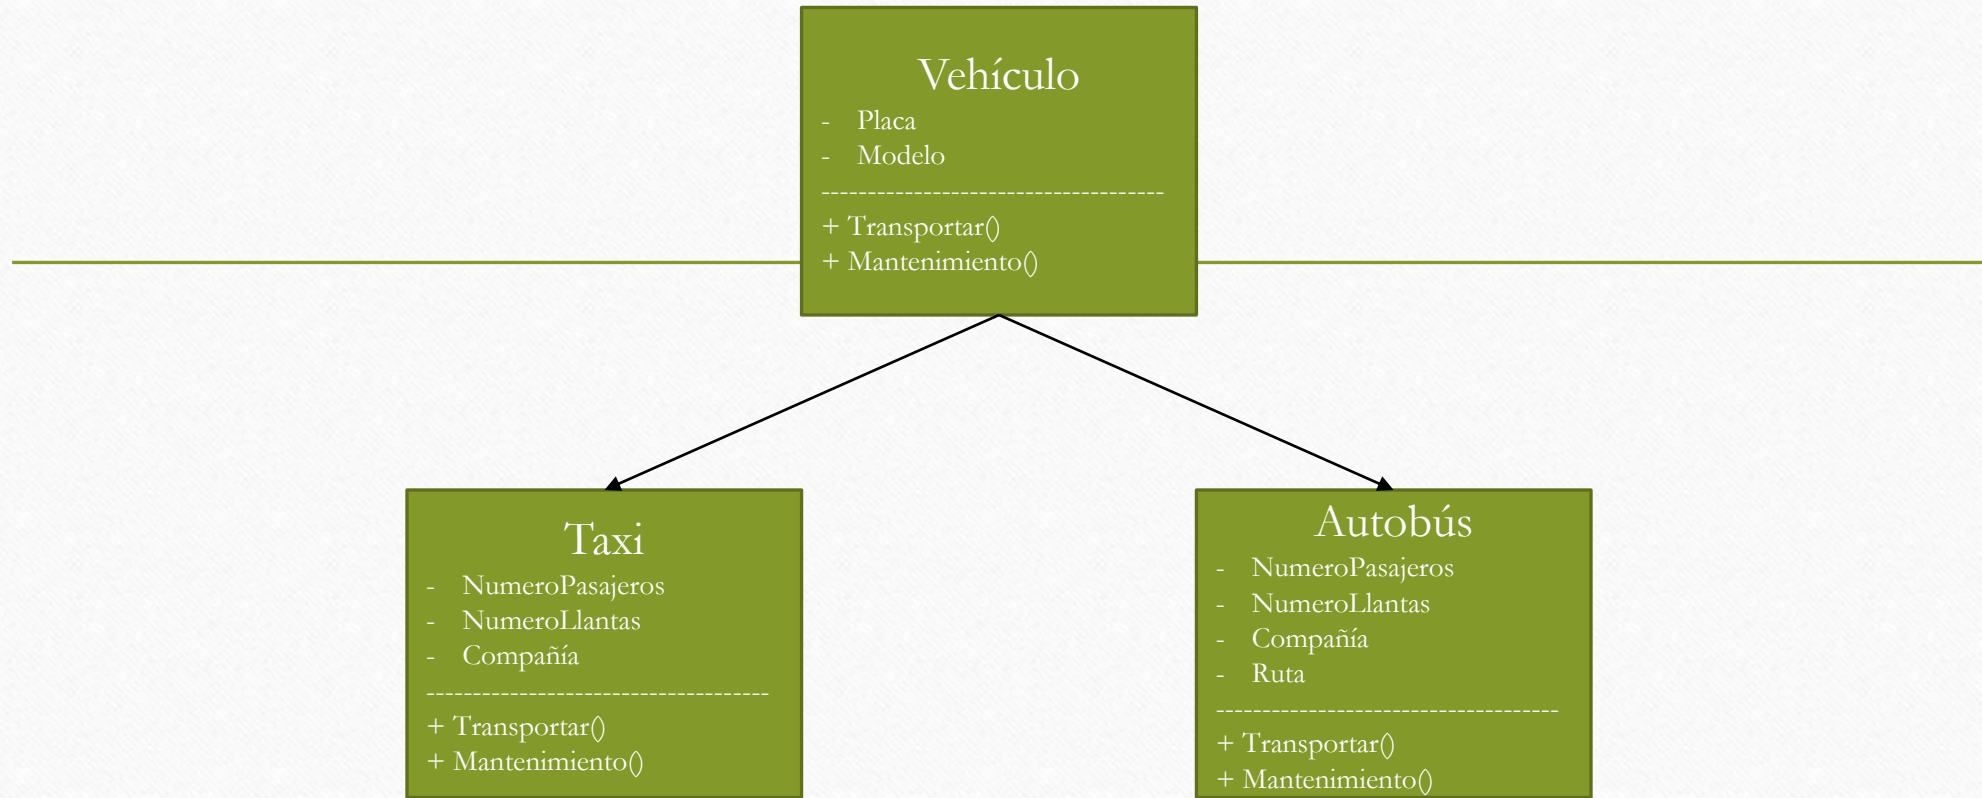 Vehículo
- Placa
- Modelo
-------------------------------------
+ Transportar()
+ Mantenimiento()
Taxi
- NumeroPasajeros
- NumeroLlantas
- Compañía
-------------------------------------
+ Transportar()
+ Mantenimiento()
Autobús
- NumeroPasajeros
- NumeroLlantas
- Compañía
- Ruta
-------------------------------------
+ Transportar()
+ Mantenimiento()